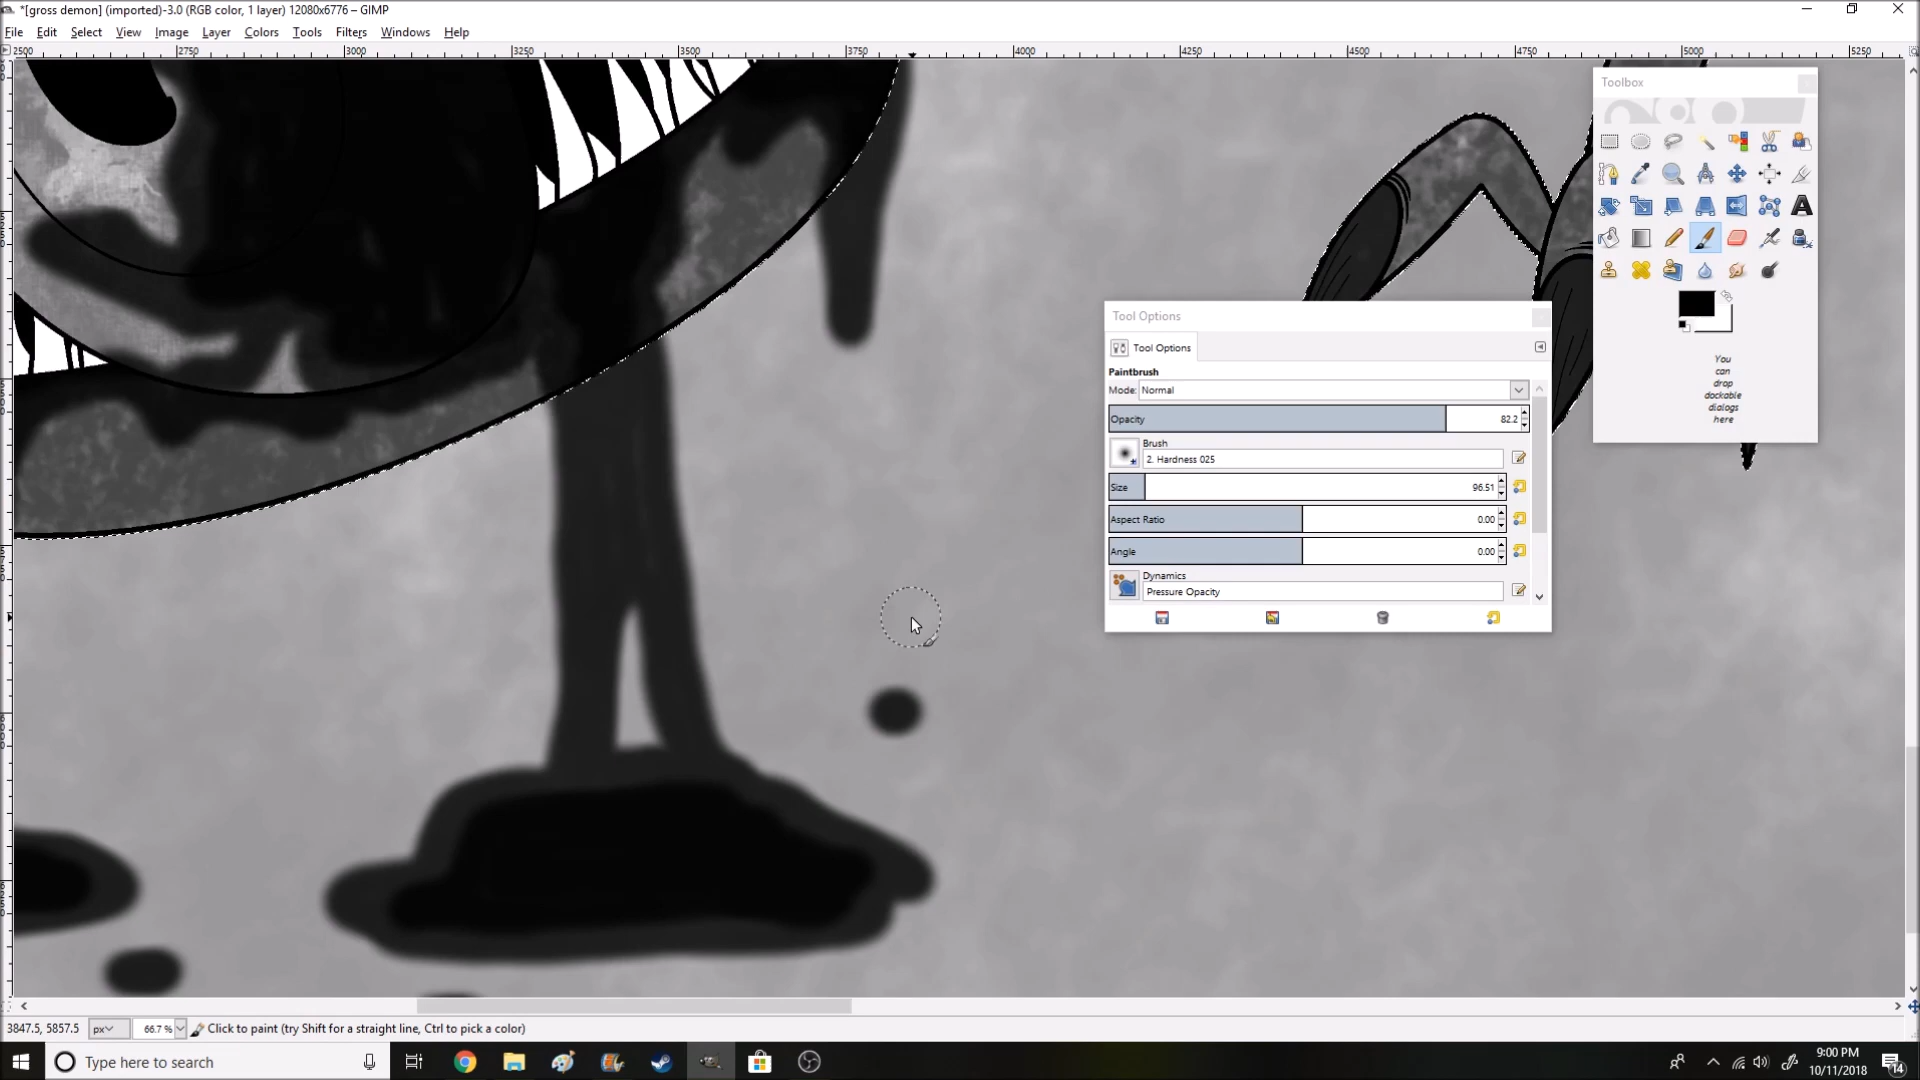 *[gross demon] (imported)-3.0 (RGB color, 1 layer) 12080x6776 – GIMP
File Edit Select View Image Layer Colors Tools Filters Windows Help
2500 2750 3000 3250 3500 3750 4000 4250 4500 4750 5000 5250
Toolbox
You
can
drop
dockable
dialogs
here
Tool Options
Tool Options
Paintbrush
Mode: Normal
Opacity 82.2
Brush
2. Hardness 025
Size 96.51
Aspect Ratio 0.00
Angle 0.00
Dynamics
Pressure Opacity
3847.5, 5857.5 px 66.7 % Click to paint (try Shift for a straight line, Ctrl to pick a color)
Type here to search
9:00 PM
10/11/2018
14